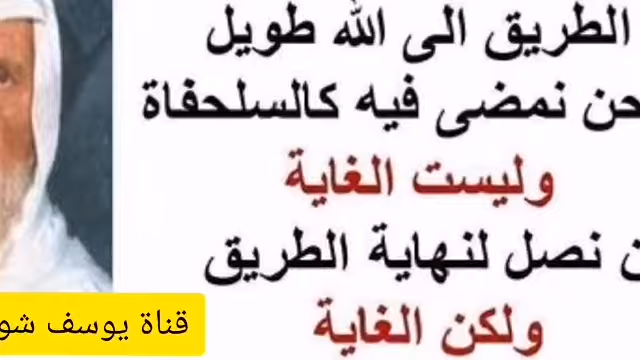 الطريق الى الله طويل
نمضى فيه كالسلحفاة
وليست الغاية
نصل لنهاية الطريق
ولكن الغاية
قناة يوسف